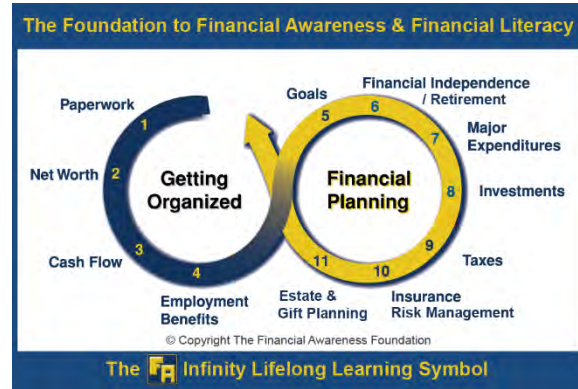 The Foundation to Financial Awareness & Financial Literacy
Paperwork
1
Net Worth
2
Cash Flow
3
4
Employment
Benefits
Getting
Organized
Goals
5
Financial Independence
/ Retirement
6
Major
Expenditures
7
Investments
8
Taxes
9
Insurance
Risk Management
10
Estate &
Gift Planning
11
Financial
Planning
© Copyright The Financial Awareness Foundation
The FA Infinity Lifelong Learning Symbol